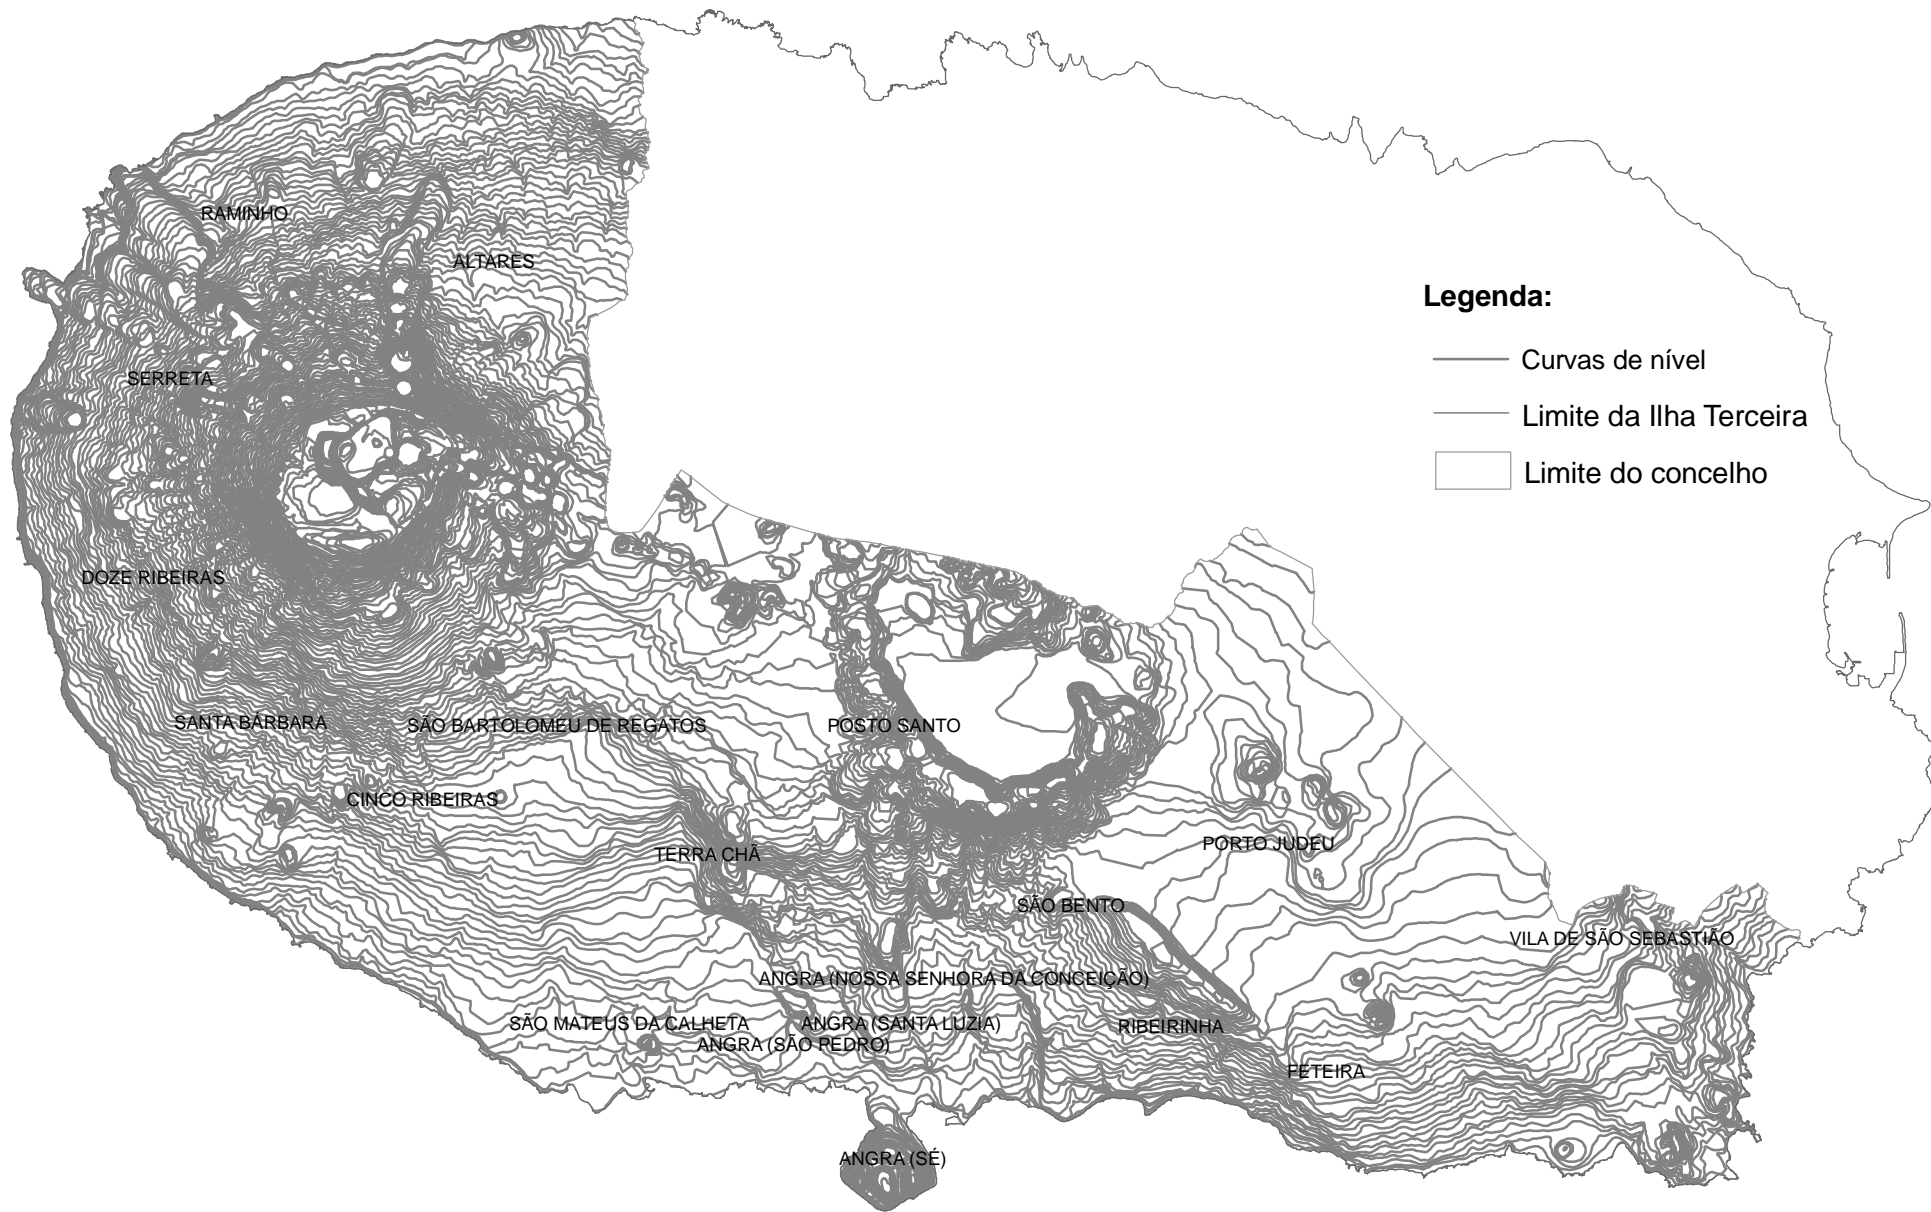 RAMINHO
ALTARES
Legenda:
Curvas de nível
SERRETA
Limite da Ilha Terceira
Limite do concelho
DOZE RIBEIRAS
SANTA BÁRBARA
SÃO BARTOLOMEU DE REGATOS
POSTO SANTO
CINCO RIBEIRAS
TERRA CHÃ
PORTO JUDEU
SÃO BENTO
VILA DE SÃO SEBASTIÃO
ANGRA (NOSSA SENHORA DA CONCEIÇÃO)
SÃO MATEUS DA CALHETA
ANGRA (SANTA LUZIA)
RIBEIRINHA
ANGRA (SÃO PEDRO)
FETEIRA
ANGRA (SÉ)